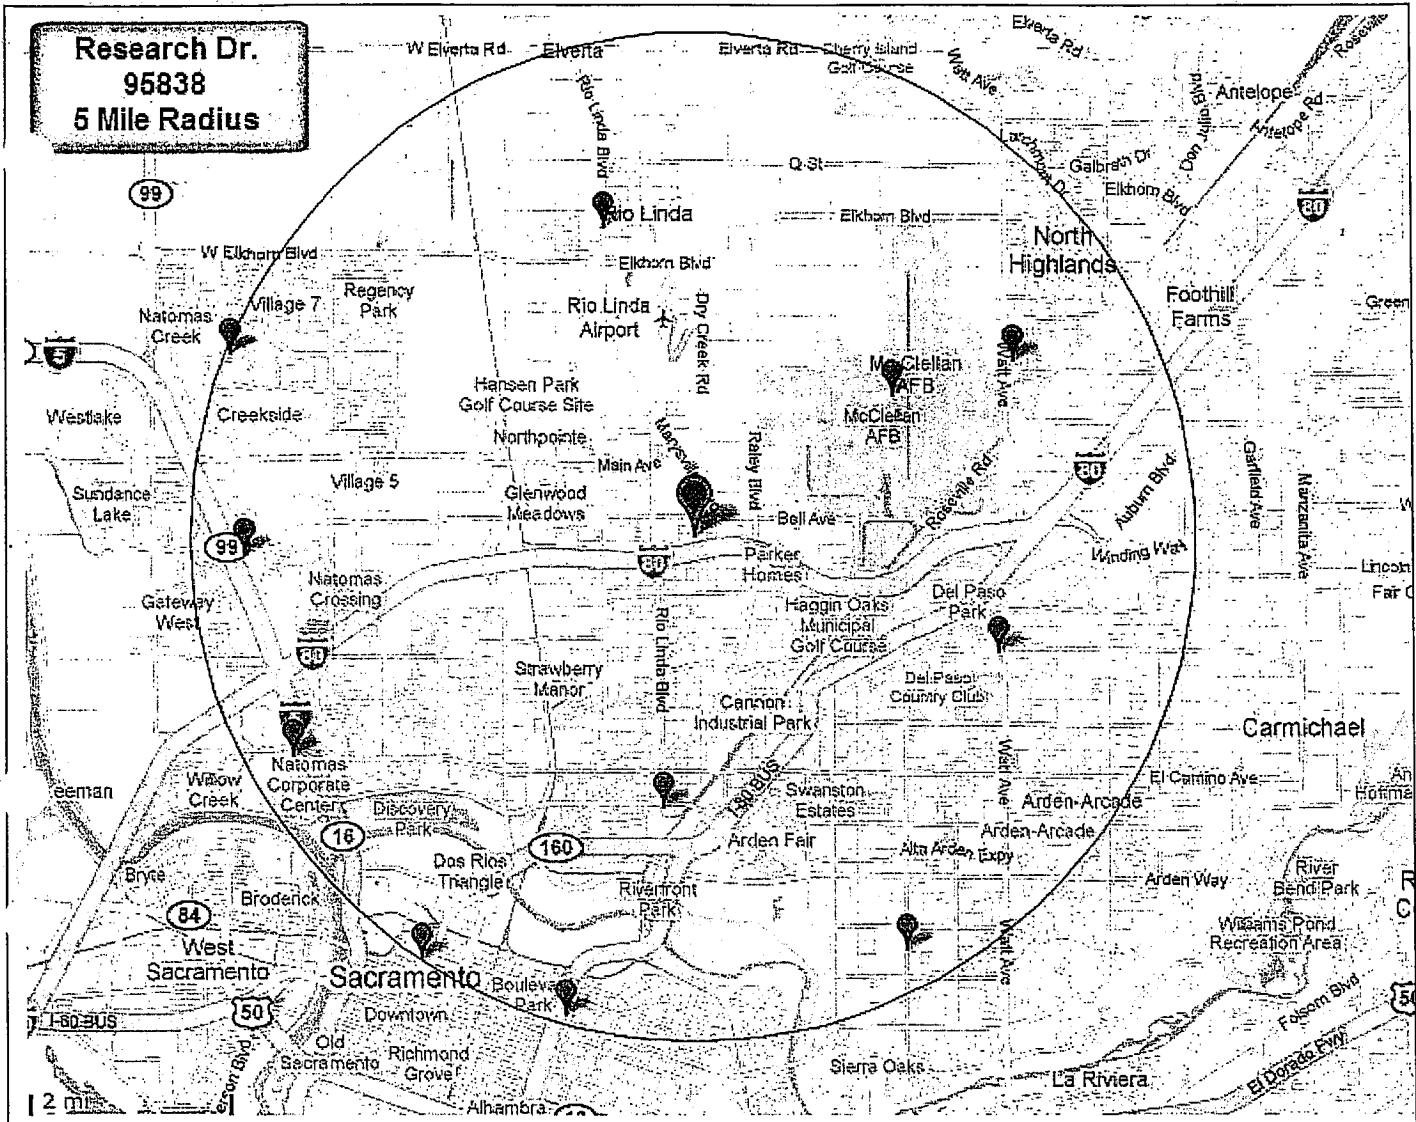 Research Dr.
95838
5 Mile Radius
W Elverta Rd
Elverta
Elverta Rd
Cherry Island
Golf Course
Watt Ave
Elverta Rd
Antelope
Antelope Rd
Don Julio Blvd
Rio Linda Blvd
Q St
Larchmont Dr
Galbrath Dr
Elkhorn Blvd
99
80
Rio Linda
Elkhorn Blvd
North
Highlands
W Elkhorn Blvd
Elkhorn Blvd
Village 7
Regency
Park
Natomas
Creek
Rio Linda
Airport
Dry Creek Rd
Foothill
Farms
Green
5
McClellan
AFB
Watt Ave
Westlake
Creekside
Hansen Park
Golf Course Site
McClellan
AFB
Northpointe
Marysville
Raley Blvd
Main Ave
Village 5
Glenwood
Meadows
Sundance
Lake
Bell Ave
Roseville Rd
80
Auburn Blvd
Garfield Ave
Manzanita Ave
99
80
Parker
Homes
Winding Way
Lincoln
Natomas
Crossing
Gateway
West
Haggin Oaks
Municipal
Golf Course
Del Paso
Park
80
Rio Linda Blvd
Strawberry
Manor
Del Paso
Country Club
Cannon
Industrial Park
Carmichael
Natomas
Corporate
Center
Willow
Creek
eeman
Discovery
Park
I-80 BUS
Swanston
Estates
Watt Ave
El Camino Ave
Arden-Arcade
Arden-Arcade
16
160
Arden Fair
Alta Arden Expy
Dos Rios
Triangle
Bryte
Broderick
Riverfront
Park
Arden Way
River
Bend Park
84
West
Sacramento
Williams Pond
Recreation Area
Sacramento
Watt Ave
Boulevard
Park
50
I-80 BUS
Downtown
Folsom Blvd
50
Old
Sacramento
Richmond
Grove
Sierra Oaks
La Riviera
El Dorado Fwy
2 mi
Alhambra